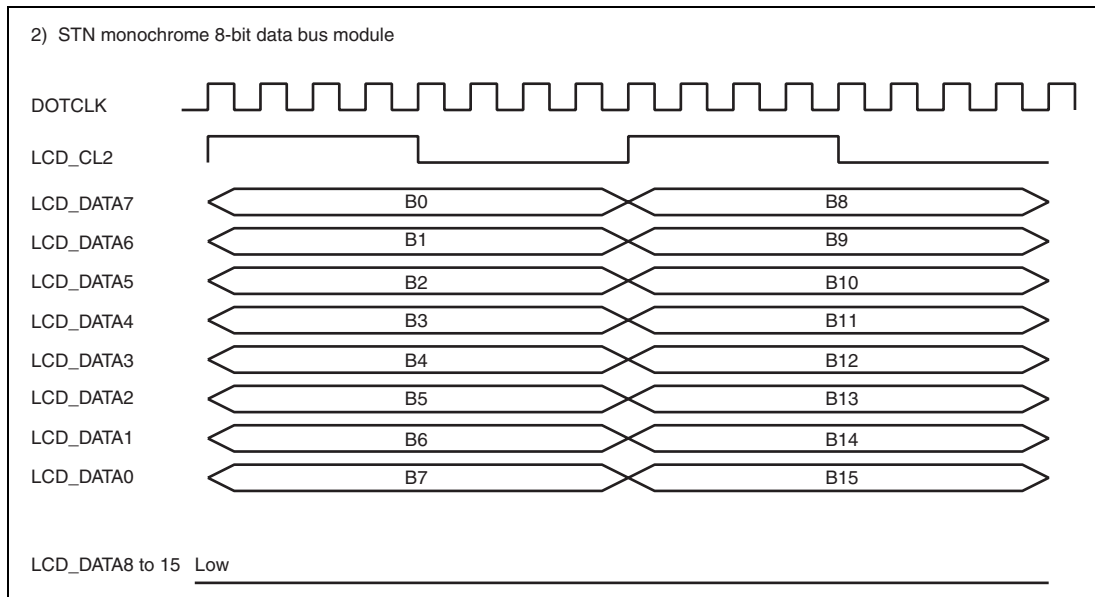 2) STN monochrome 8-bit data bus module
DOTCLK
LCD_CL2
LCD_DATA7 B0 B8
LCD_DATA6 B1 B9
LCD_DATA5 B2 B10
LCD_DATA4 B3 B11
LCD_DATA3 B4 B12
LCD_DATA2 B5 B13
LCD_DATA1 B6 B14
LCD_DATA0 B7 B15
LCD_DATA8 to 15 Low